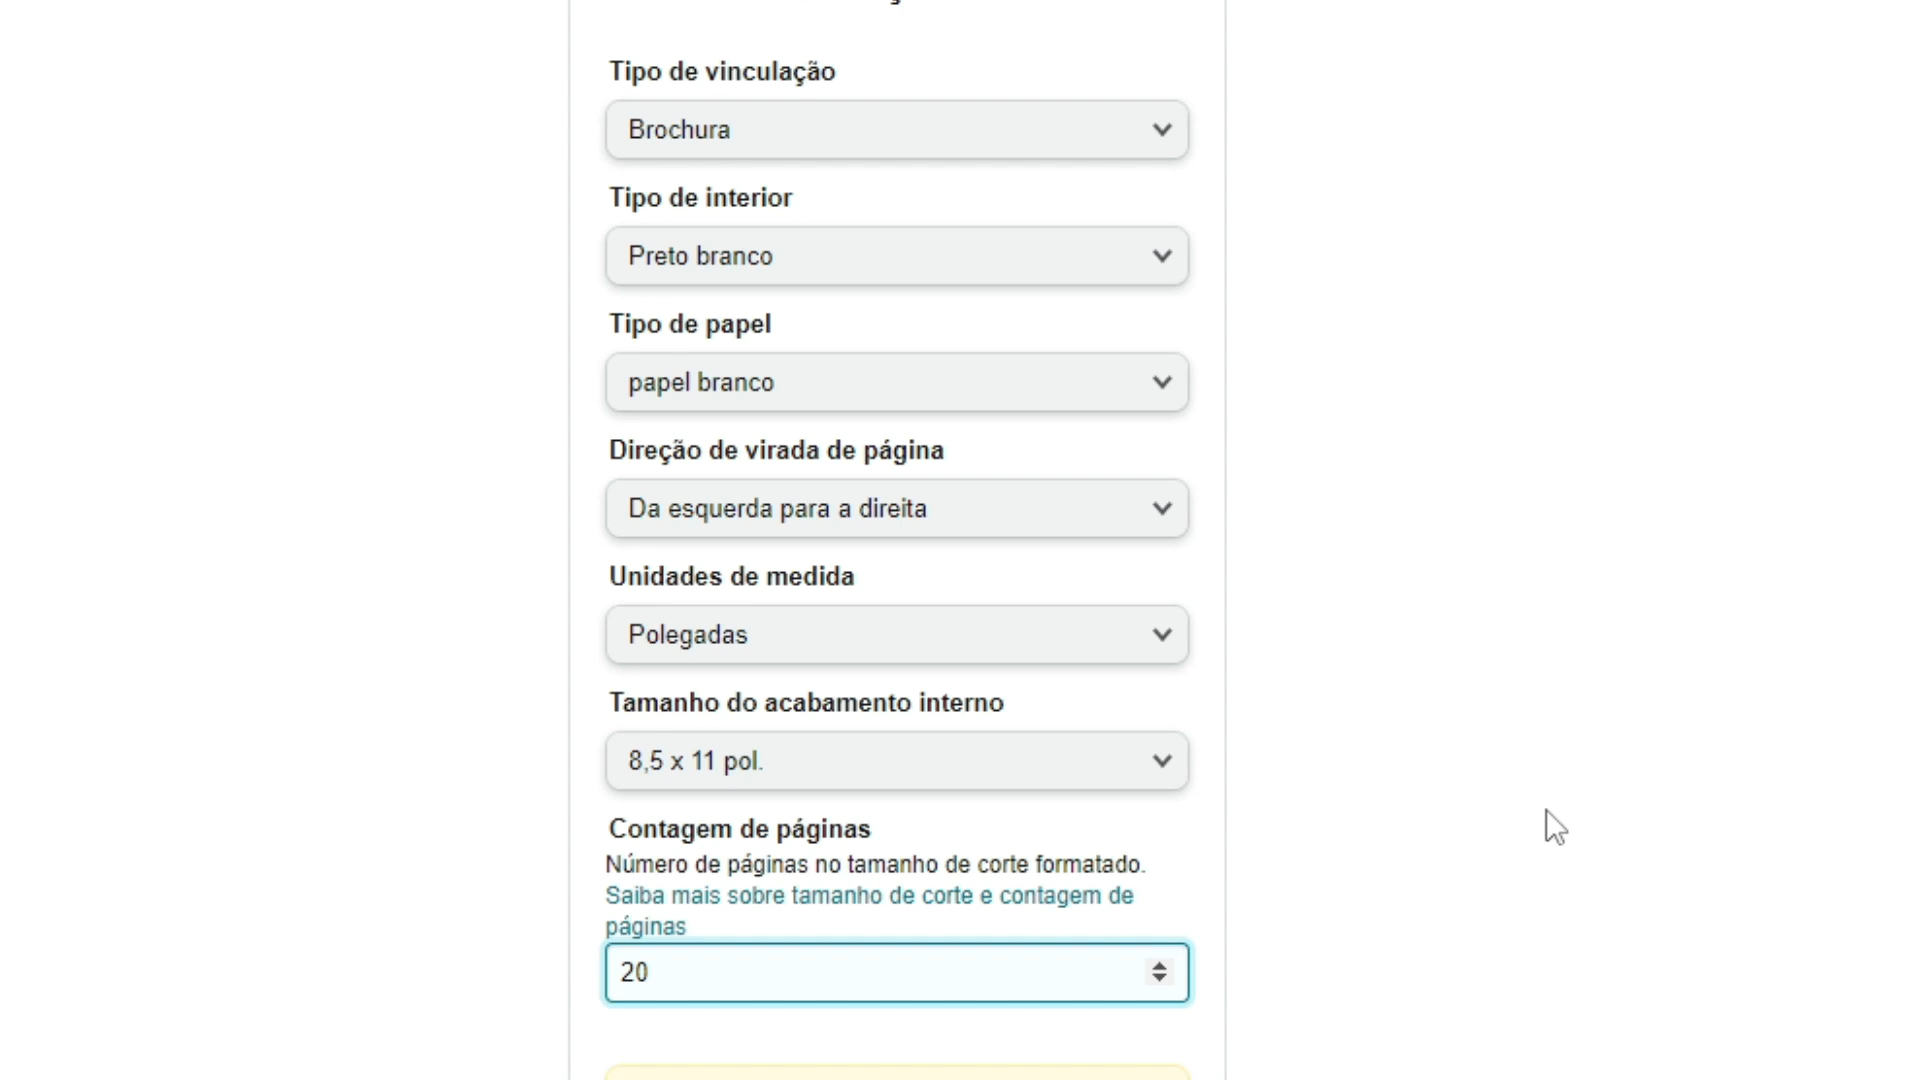 Tipo de vinculação
Brochura
Tipo de interior
Preto branco
Tipo de papel
papel branco
Direção de virada de página
Da esquerda para a direita
Unidades de medida
Polegadas
Tamanho do acabamento interno
8,5 x 11 pol.
Contagem de páginas
Número de páginas no tamanho de corte formatado.
Saiba mais sobre tamanho de corte e contagem de
páginas
20